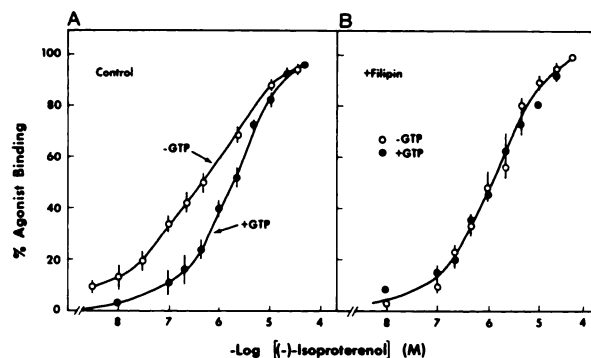 A
B
Control
+Filipin
-GTP
+GTP
-GTP
+GTP
% Agonist Binding
100
80
60
40
20
0
8 7 6 5 4
8 7 6 5 4
-Log [(-)-Isoproterenol] (M)